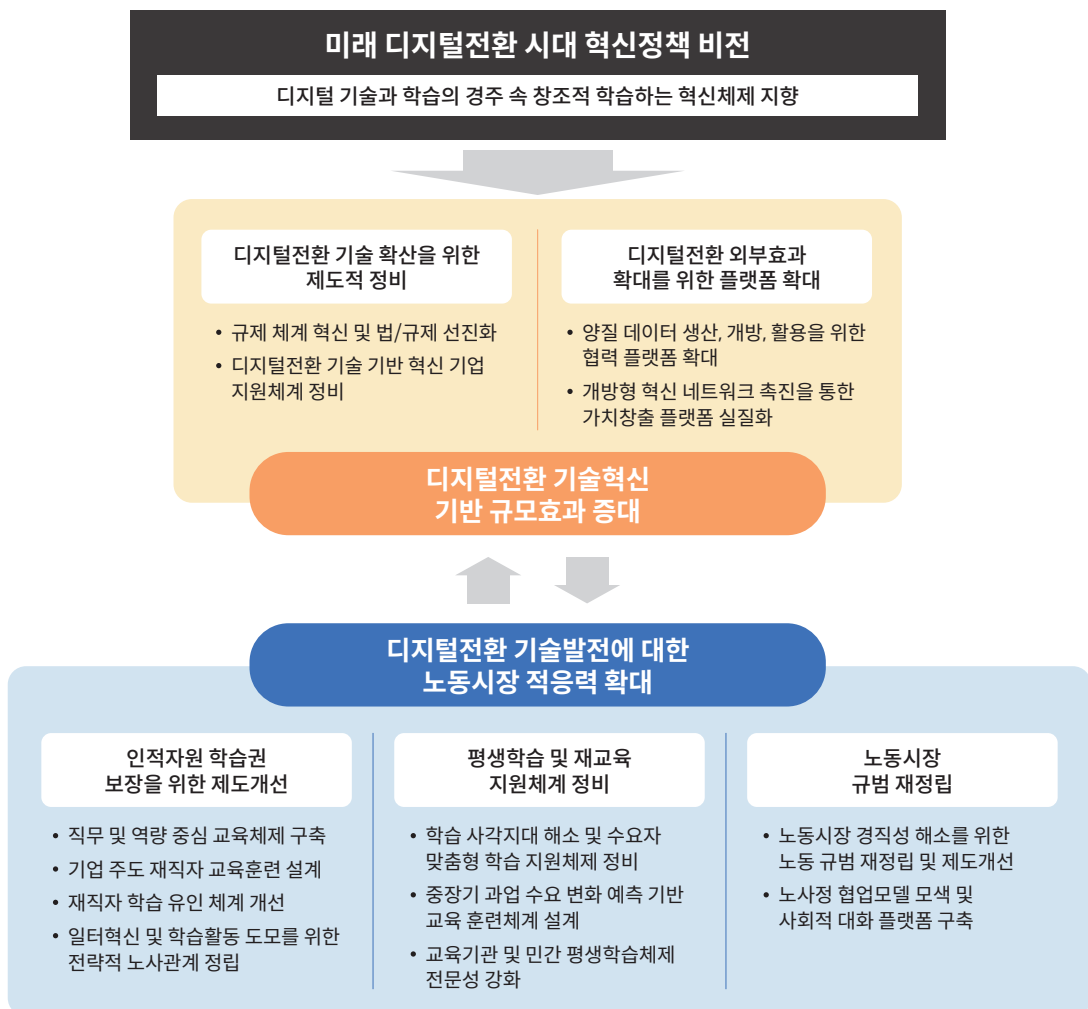 미래 디지털전환 시대 혁신정책 비전
디지털 기술과 학습의 경주 속 창조적 학습하는 혁신체제 지향
디지털전환 기술 확산을 위한
제도적 정비
• 규제 체계 혁신 및 법/규제 선진화
• 디지털전환 기술 기반 혁신 기업
지원체계 정비
디지털전환 외부효과
확대를 위한 플랫폼 확대
• 양질 데이터 생산, 개방, 활용을 위한
협력 플랫폼 확대
• 개방형 혁신 네트워크 촉진을 통한
가치창출 플랫폼 실질화
디지털전환 기술혁신
기반 규모효과 증대
디지털전환 기술발전에 대한
노동시장 적응력 확대
인적자원 학습권
보장을 위한 제도개선
• 직무 및 역량 중심 교육체제 구축
• 기업 주도 재직자 교육훈련 설계
• 재직자 학습 유인 체계 개선
• 일터혁신 및 학습활동 도모를 위한
전략적 노사관계 정립
평생학습 및 재교육
지원체계 정비
• 학습 사각지대 해소 및 수요자
맞춤형 학습 지원체제 정비
• 중장기 과업 수요 변화 예측 기반
교육 훈련체계 설계
• 교육기관 및 민간 평생학습체제
전문성 강화
노동시장
규범 재정립
• 노동시장 경직성 해소를 위한
노동 규범 재정립 및 제도개선
• 노사정 협업모델 모색 및
사회적 대화 플랫폼 구축